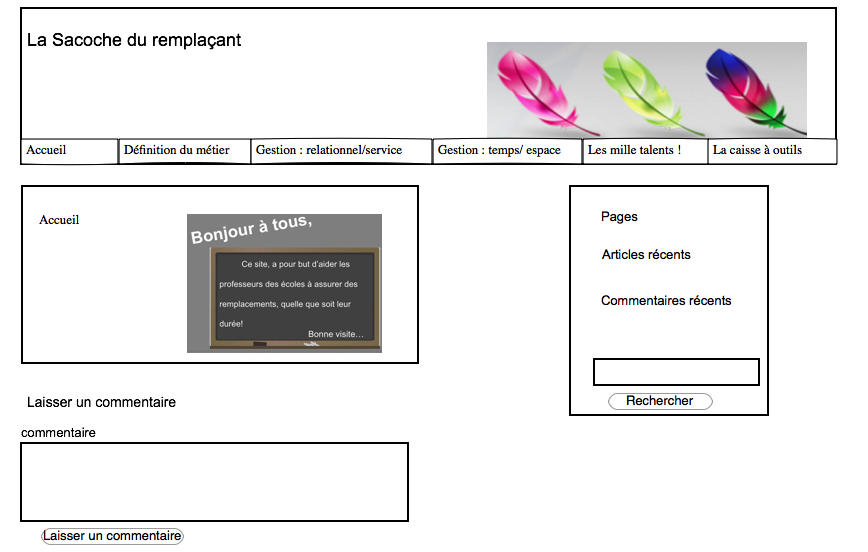 La Sacoche du remplaçant
Accueil
Définition du métier
Gestion : relationnel/service
Gestion : temps/ espace
Les mille talents !
La caisse à outils
Accueil
Bonjour à tous,
Ce site, a pour but d'aider les
professeurs des écoles à assurer des
remplacements, quelle que soit leur
durée!
Bonne visite…
Pages
Articles récents
Commentaires récents
Rechercher
Laisser un commentaire
commentaire
Laisser un commentaire